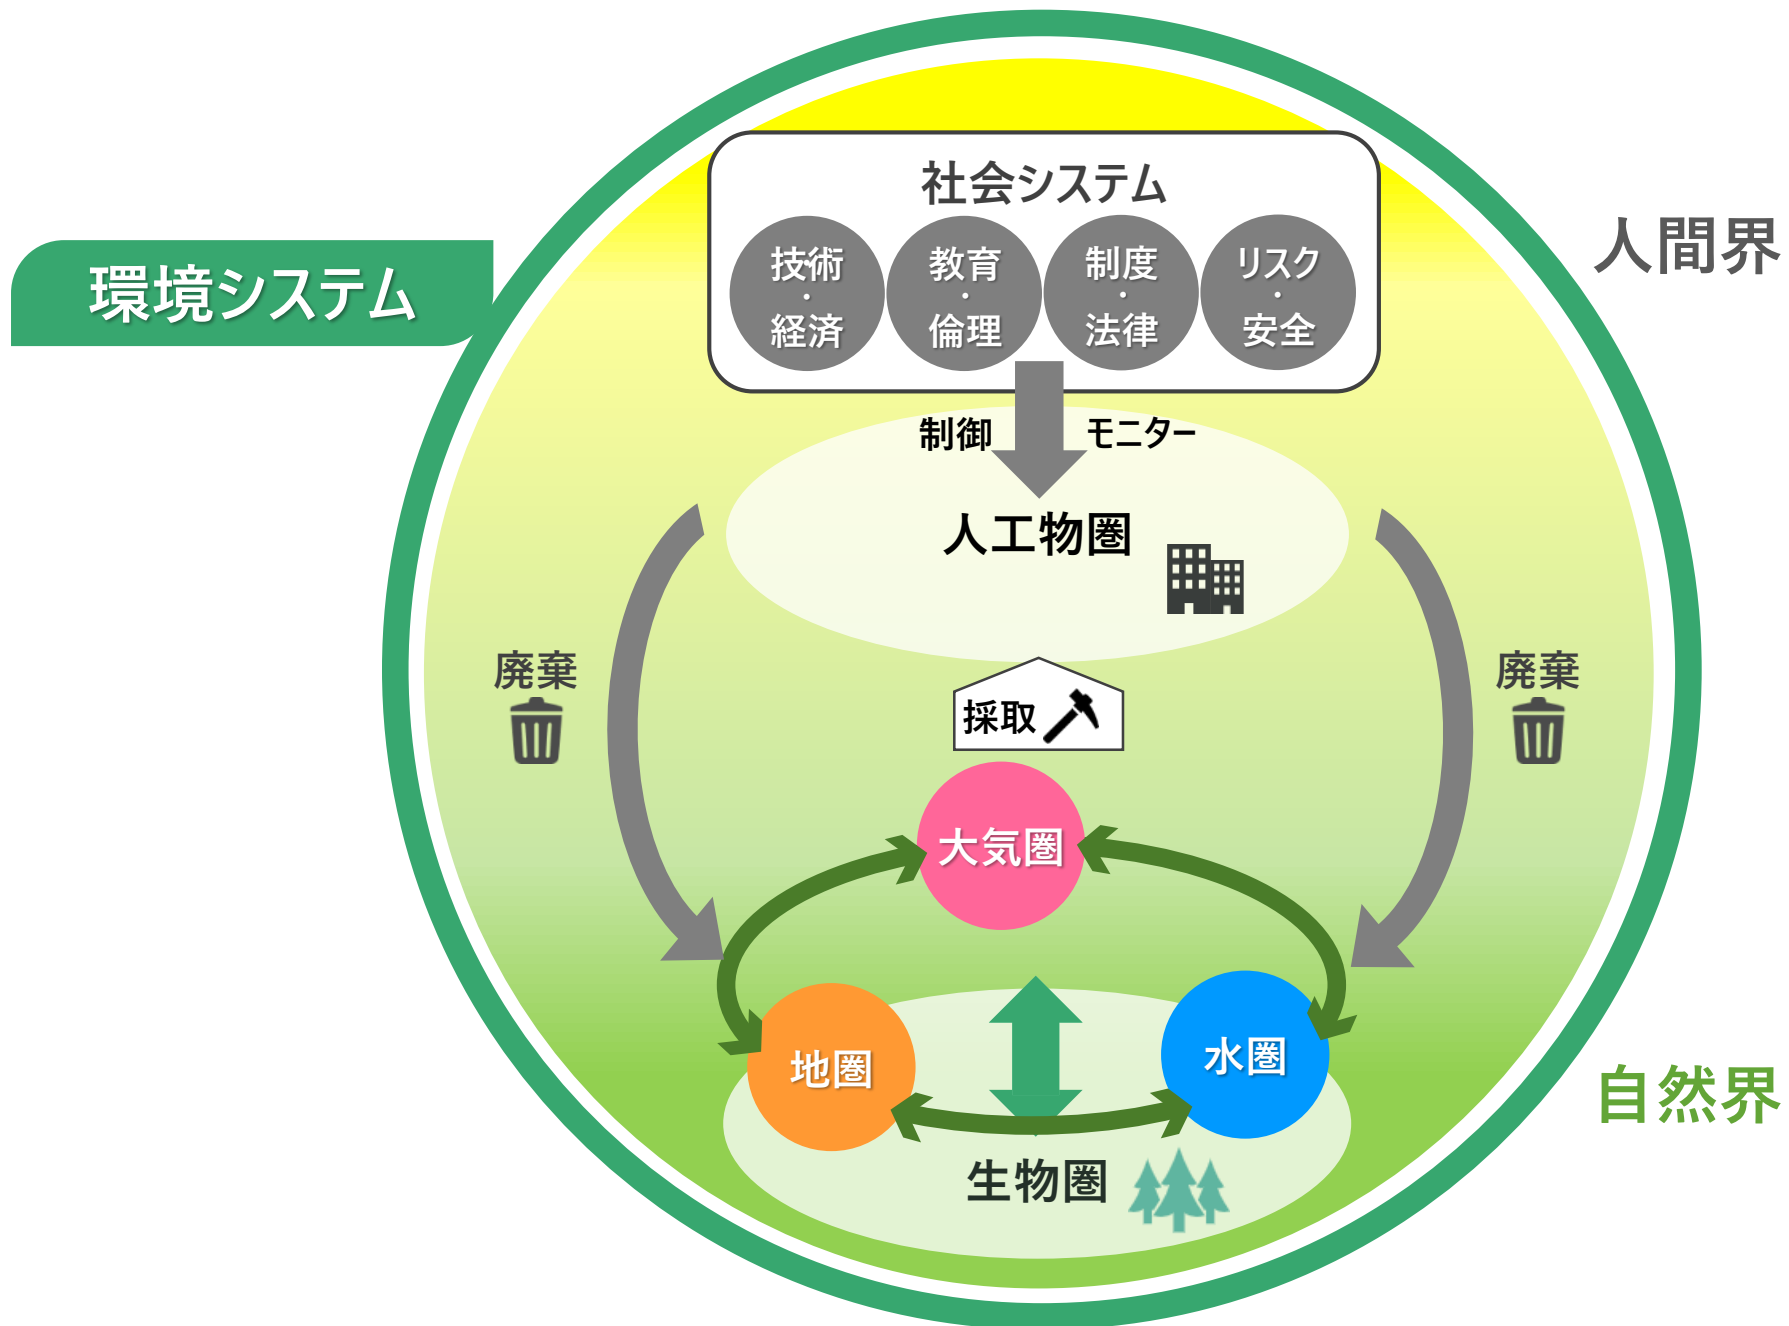 環境システム
人間界
社会システム
技術
・
経済
教育
・
倫理
制度
・
法律
リスク
・
安全
制御
モニター
人工物圏
廃棄
廃棄
採取
大気圏
地圏
水圏
生物圏
自然界